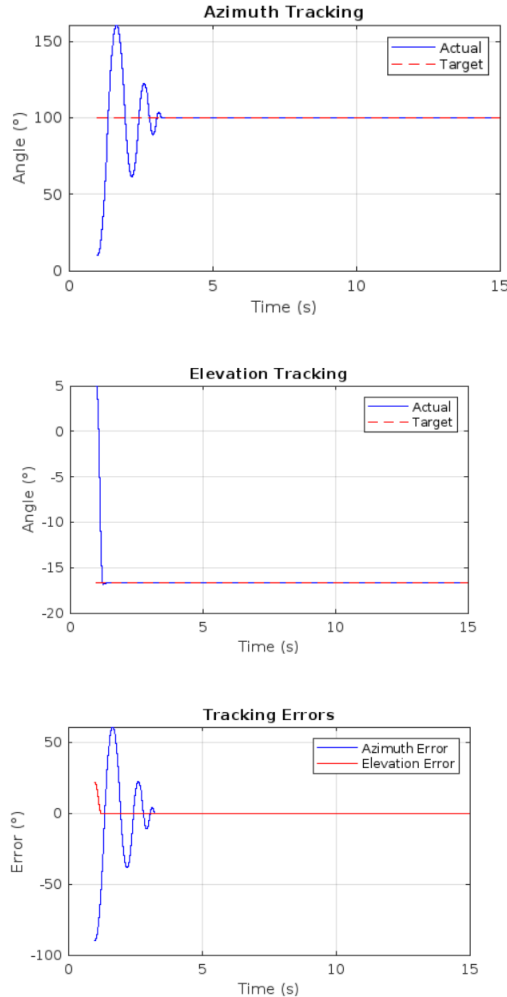 Azimuth Tracking
150
100
50
0
Angle (°)
Actual
Target
0 5 10 15
Time (s)
Elevation Tracking
5
0
-5
-10
-15
-20
Angle (°)
Actual
Target
0 5 10 15
Time (s)
Tracking Errors
50
0
-50
-100
Error (°)
Azimuth Error
Elevation Error
0 5 10 15
Time (s)